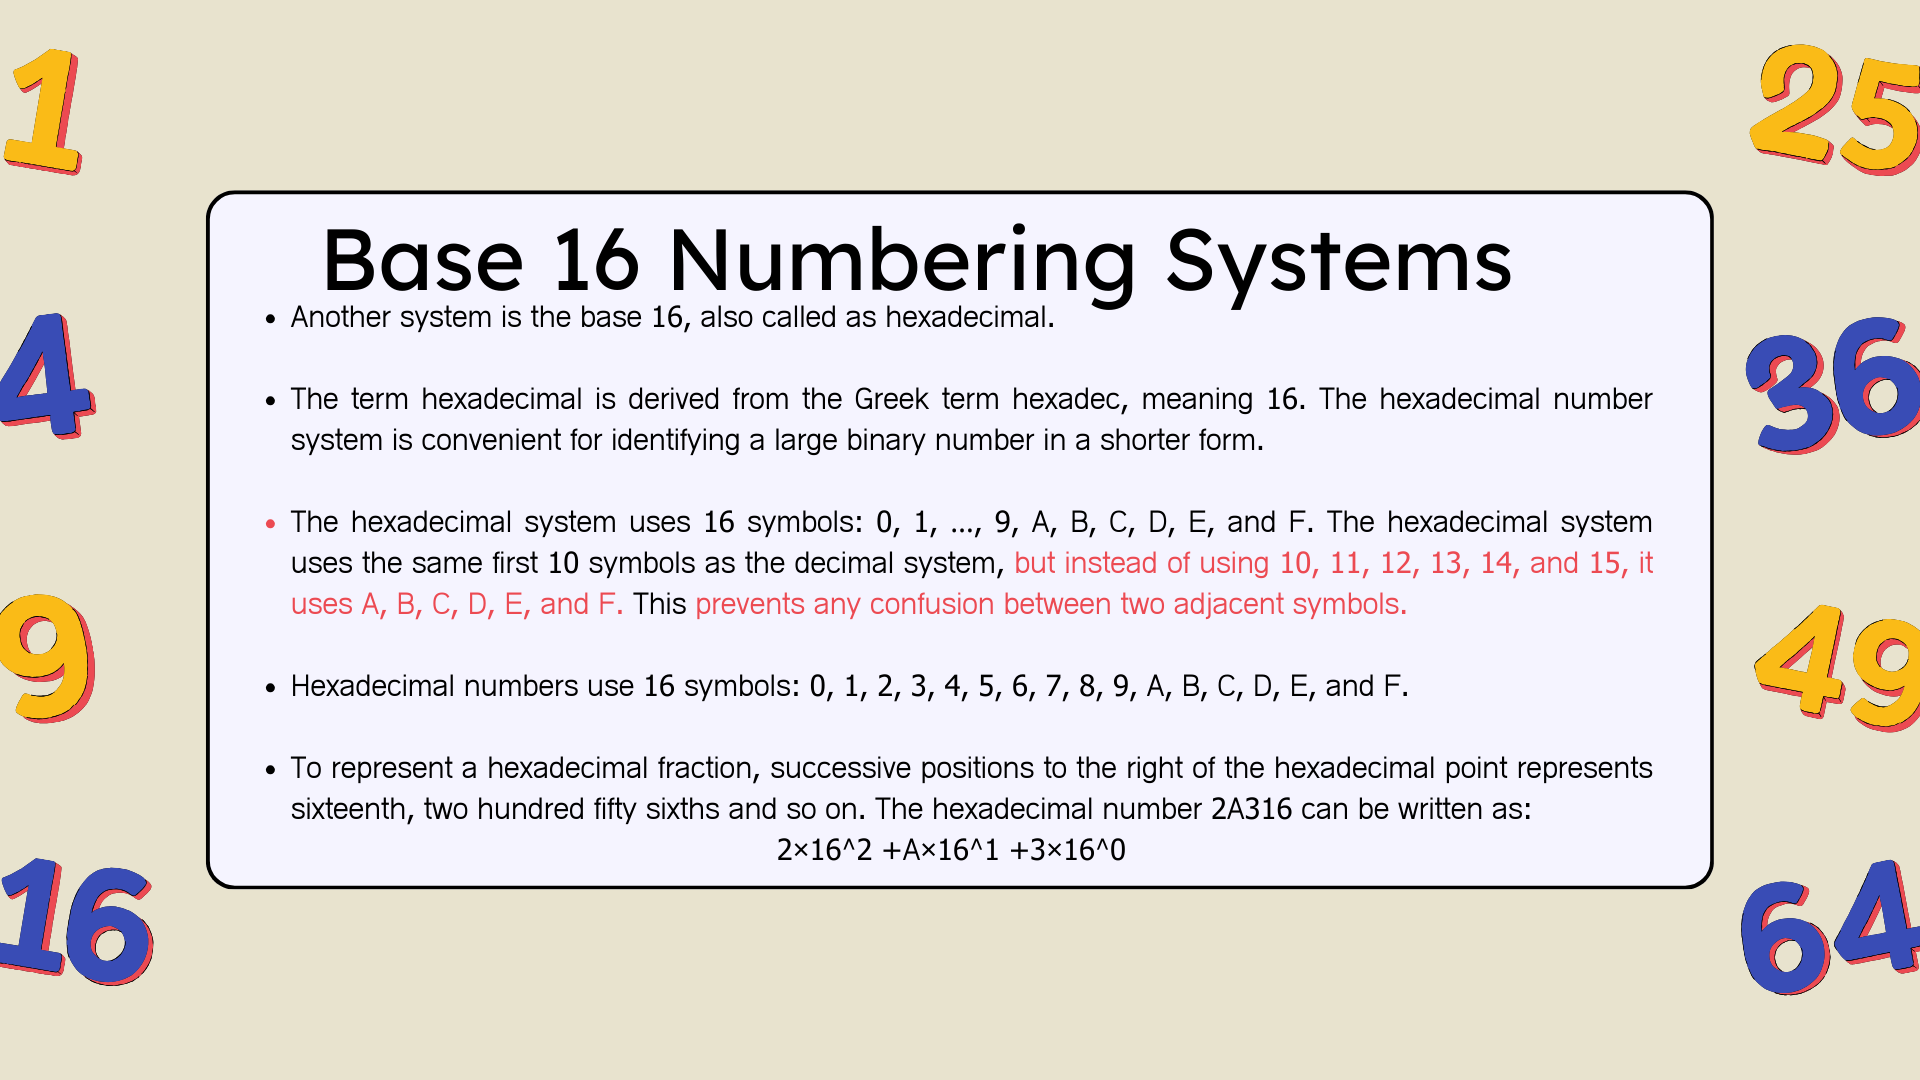 1
25
Base 16 Numbering Systems
• Another system is the base 16, also called as hexadecimal.
4
36
• The term hexadecimal is derived from the Greek term hexadec, meaning 16. The hexadecimal number
system is convenient for identifying a large binary number in a shorter form.
• The hexadecimal system uses 16 symbols: 0, 1, ..., 9, A, B, C, D, E, and F. The hexadecimal system
uses the same first 10 symbols as the decimal system, but instead of using 10, 11, 12, 13, 14, and 15, it
uses A, B, C, D, E, and F. This prevents any confusion between two adjacent symbols.
9
49
• Hexadecimal numbers use 16 symbols: 0, 1, 2, 3, 4, 5, 6, 7, 8, 9, A, B, C, D, E, and F.
• To represent a hexadecimal fraction, successive positions to the right of the hexadecimal point represents
sixteenth, two hundred fifty sixths and so on. The hexadecimal number 2A316 can be written as:
2×16^2 +A×16^1 +3×16^0
16
64